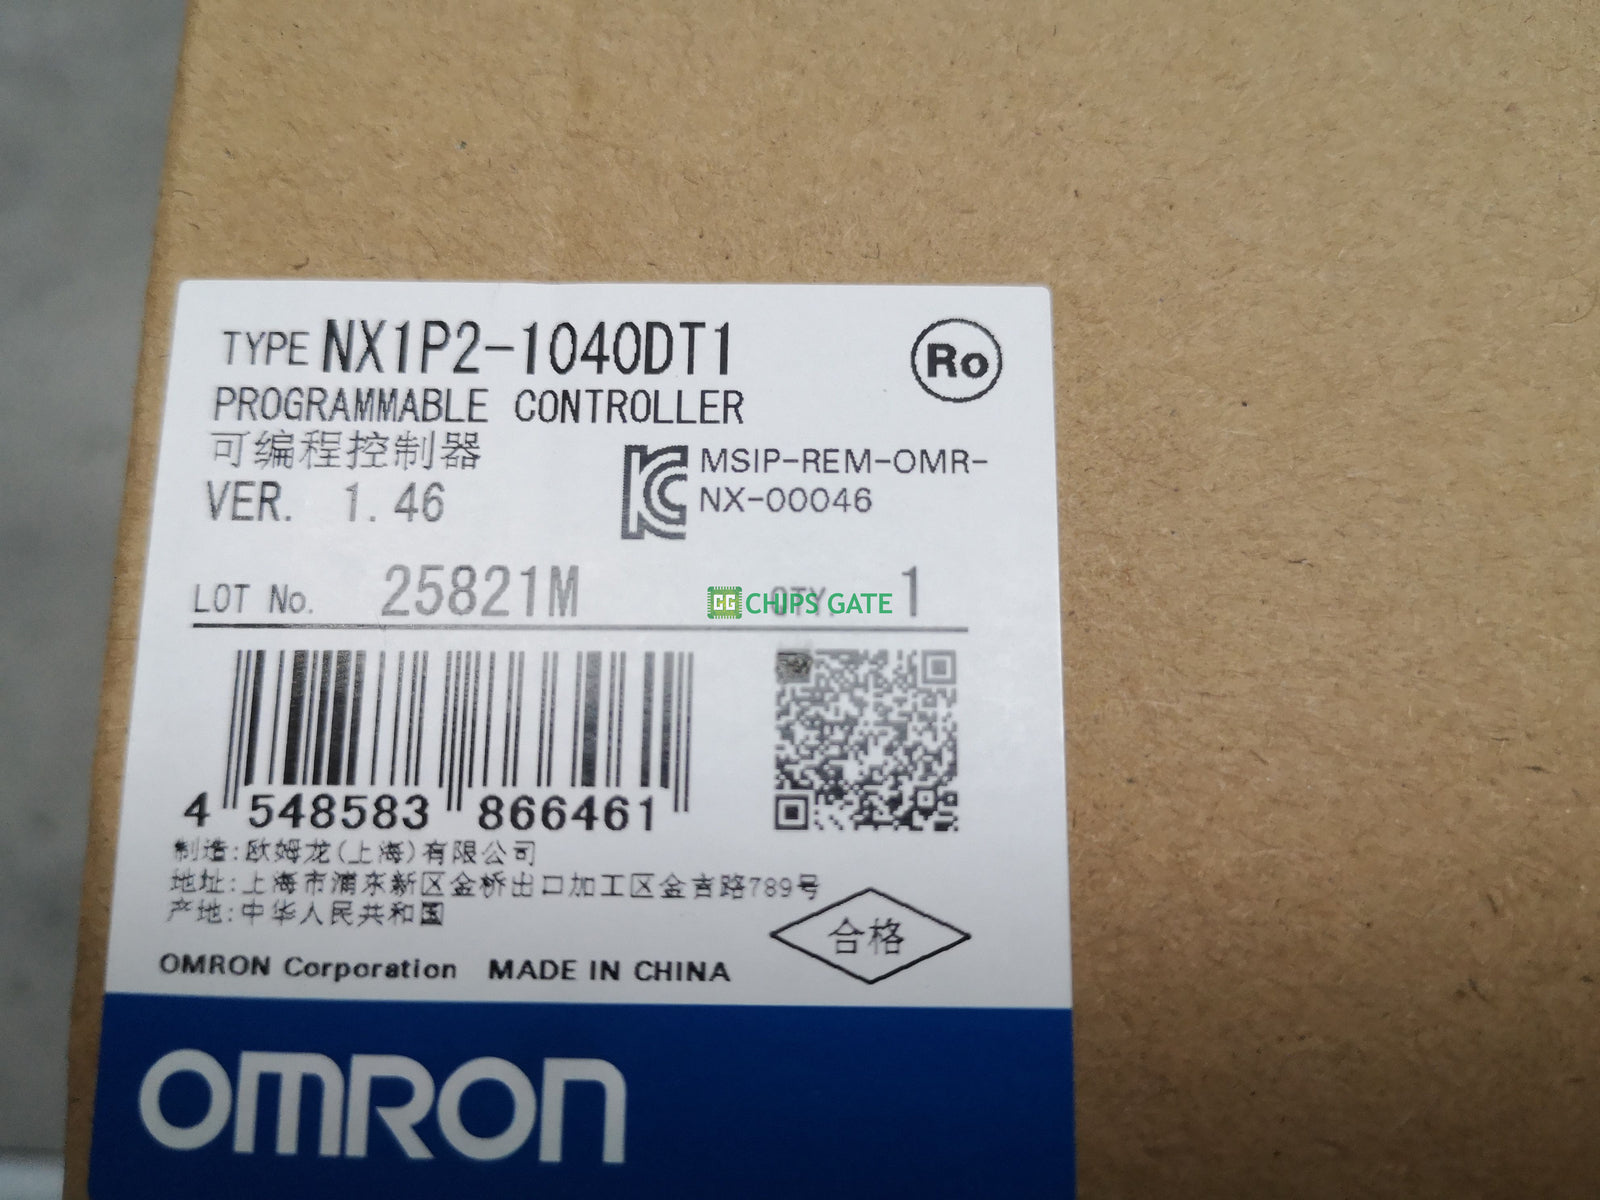 TYPE NX1P2-1040DT1
Ro
PROGRAMMABLE CONTROLLER
可编程控制器
VER. 1.46
MSIP-REM-OMR-
NX-00046
LOT No. 25821M
QTY. 1
CG CHIPS GATE
4 548583 866461
制造:欧姆龙(上海)有限公司
地址:上海市浦东新区金桥出口加工区金吉路789号
产地:中华人民共和国
合格
OMRON Corporation MADE IN CHINA
OMRON